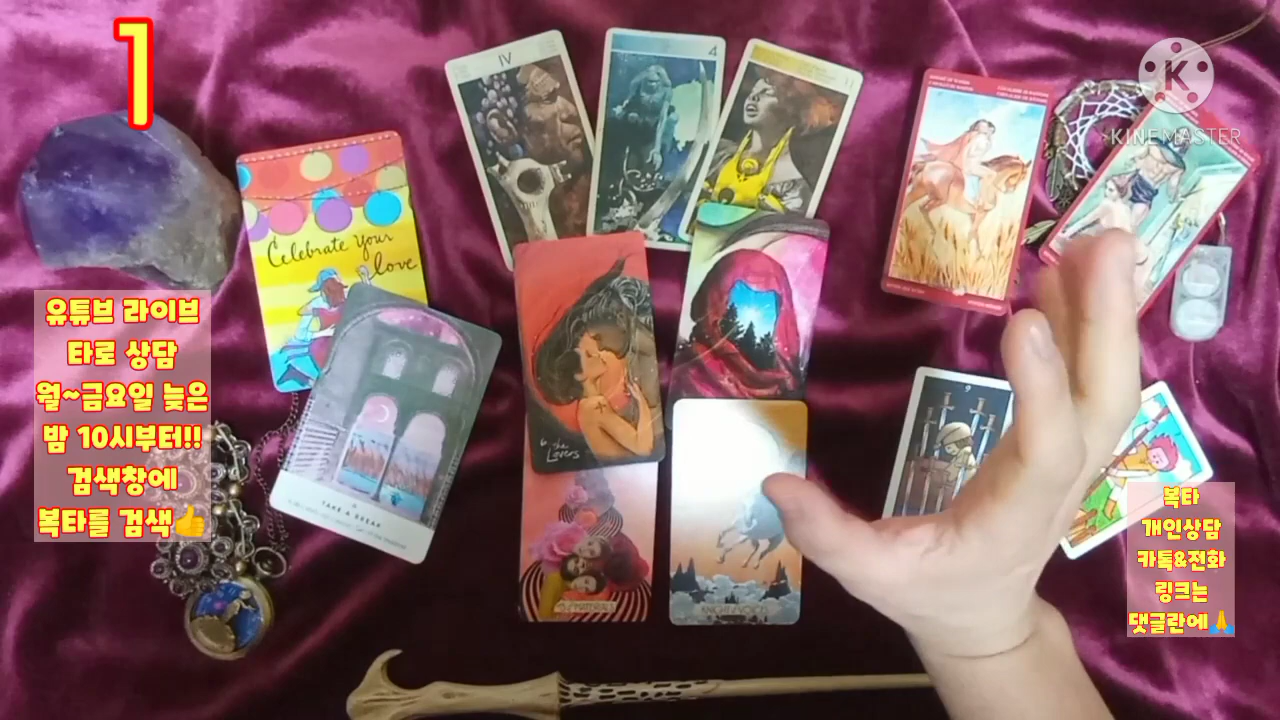 1
유튜브 라이브
타로 상담
월~금요일 늦은
밤 10시부터!!
검색창에
복타를 검색👍
Celebrate your
love
TAKE A BREAK
IV
4
6 the
Lovers
KNIGHT
9
K
KINEMASTER
복타
개인상담
카톡&전화
링크는
댓글란에🙏